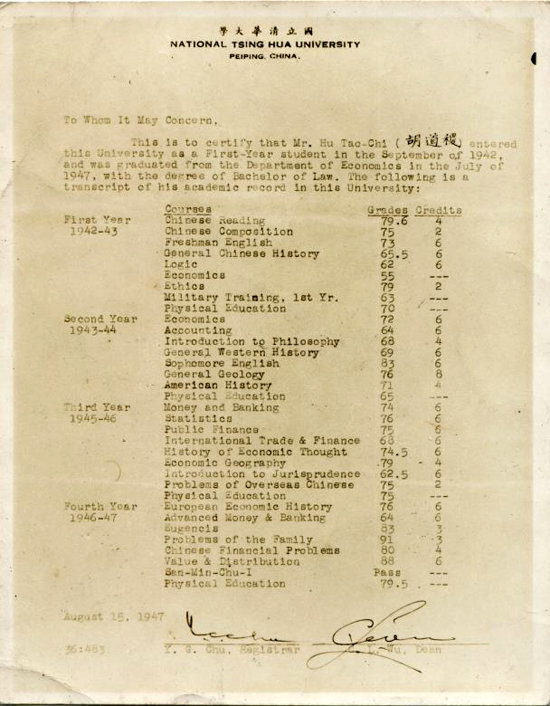 學大華清立國
NATIONAL TSING HUA UNIVERSITY
PEIPING, CHINA.
To Whom It May Concern,
This is to certify that Mr. Hu Tao-Chi (胡道稷) entered
this University as a First-Year student in the September of 1942,
and was graduated from the Department of Economics in the July of
1947, with the degree of Bachelor of Law. The following is a
transcript of his academic record in this University:
Courses Grades Credits
First Year Chinese Reading 79.6 4
1942-43 Chinese Composition 75 2
Freshman English 73 6
General Chinese History 65.5 6
Logic 62 6
Economics 55 ---
Ethics 79 2
Military Training, 1st Yr. 63 ---
Physical Education 70 ---
Second Year Economics 72 6
1943-44 Accounting 64 6
Introduction to Philosophy 68 4
General Western History 69 6
Sophomore English 83 6
General Geology 76 8
American History 71 4
Physical Education 65 ---
Third Year Money and Banking 74 6
1945-46 Statistics 76 6
Public Finance 75 6
International Trade & Finance 68 6
History of Economic Thought 74.5 6
Economic Geography 79 - 4
Introduction to Jurisprudence 62.5 6
Problems of Overseas Chinese 75 2
Physical Education 75 ---
Fourth Year European Economic History 76 6
1946-47 Advanced Money & Banking 64 6
Eugencis 83 3
Problems of the Family 91 3
Chinese Financial Problems 80 4
Value & Distribution 88 6
San-Min-Chu-I Pass ---
Physical Education 79.5 ---
August 15, 1947
36:483 Y. G. Chu, Registrar Wu, Dean